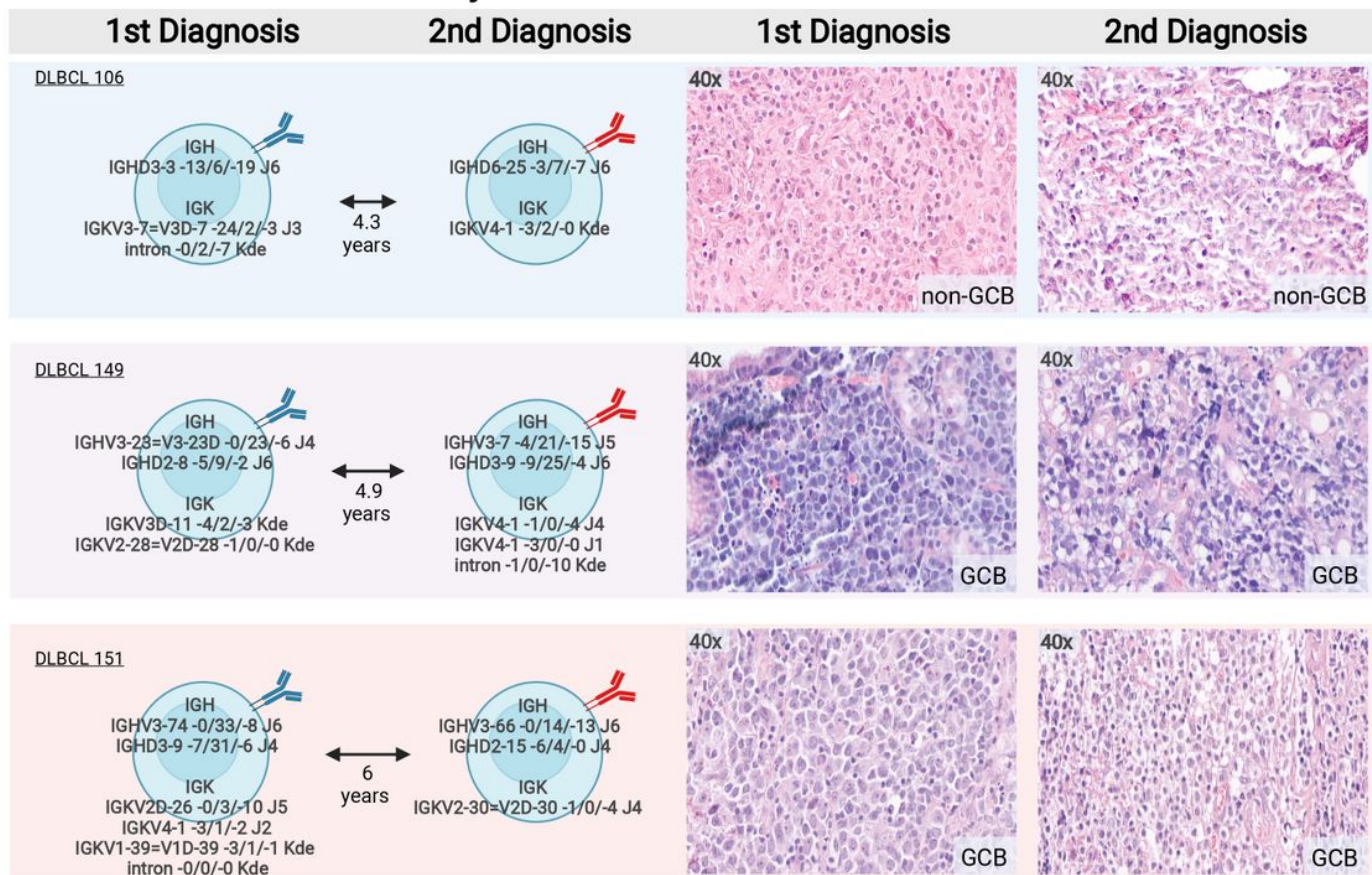 1st Diagnosis 2nd Diagnosis 1st Diagnosis 2nd Diagnosis
DLBCL 106
IGH
IGHD3-3 -13/6/-19 J6
IGK
IGKV3-7=V3D-7 -24/2/-3 J3
intron -0/2/-7 Kde
4.3
years
IGH
IGHD6-25 -3/7/-7 J6
IGK
IGKV4-1 -3/2/-0 Kde
40x
non-GCB
40x
non-GCB
DLBCL 149
IGH
IGHV3-23=V3-23D -0/23/-6 J4
IGHD2-8 -5/9/-2 J6
IGK
IGKV3D-11 -4/2/-3 Kde
IGKV2-28=V2D-28 -1/0/-0 Kde
4.9
years
IGH
IGHV3-7 -4/21/-15 J5
IGHD3-9 -9/25/-4 J6
IGK
IGKV4-1 -1/0/-4 J4
IGKV4-1 -3/0/-0 J1
intron -1/0/-10 Kde
40x
GCB
40x
GCB
DLBCL 151
IGH
IGHV3-74 -0/33/-8 J6
IGHD3-9 -7/31/-6 J4
IGK
IGKV2D-26 -0/3/-10 J5
IGKV4-1 -3/1/-2 J2
IGKV1-39=V1D-39 -3/1/-1 Kde
intron -0/0/-0 Kde
6
years
IGH
IGHV3-66 -0/14/-13 J6
IGHD2-15 -6/4/-0 J4
IGK
IGKV2-30=V2D-30 -1/0/-4 J4
40x
GCB
40x
GCB